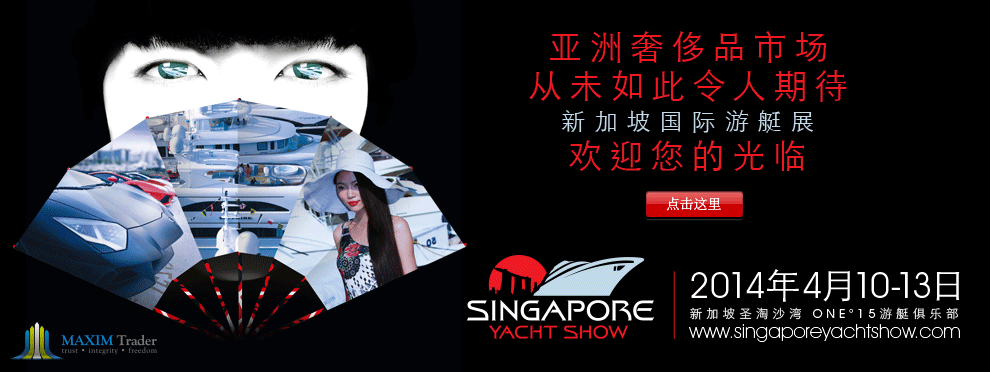 亚洲奢侈品市场
从未如此令人期待
新加坡国际游艇展
欢迎您的光临
点击这里
SINGAPORE
YACHT SHOW
2014年4月10-13日
新加坡圣淘沙湾 ONE°15游艇俱乐部
www.singaporeyachtshow.com
MAXIM Trader
trust • integrity • freedom